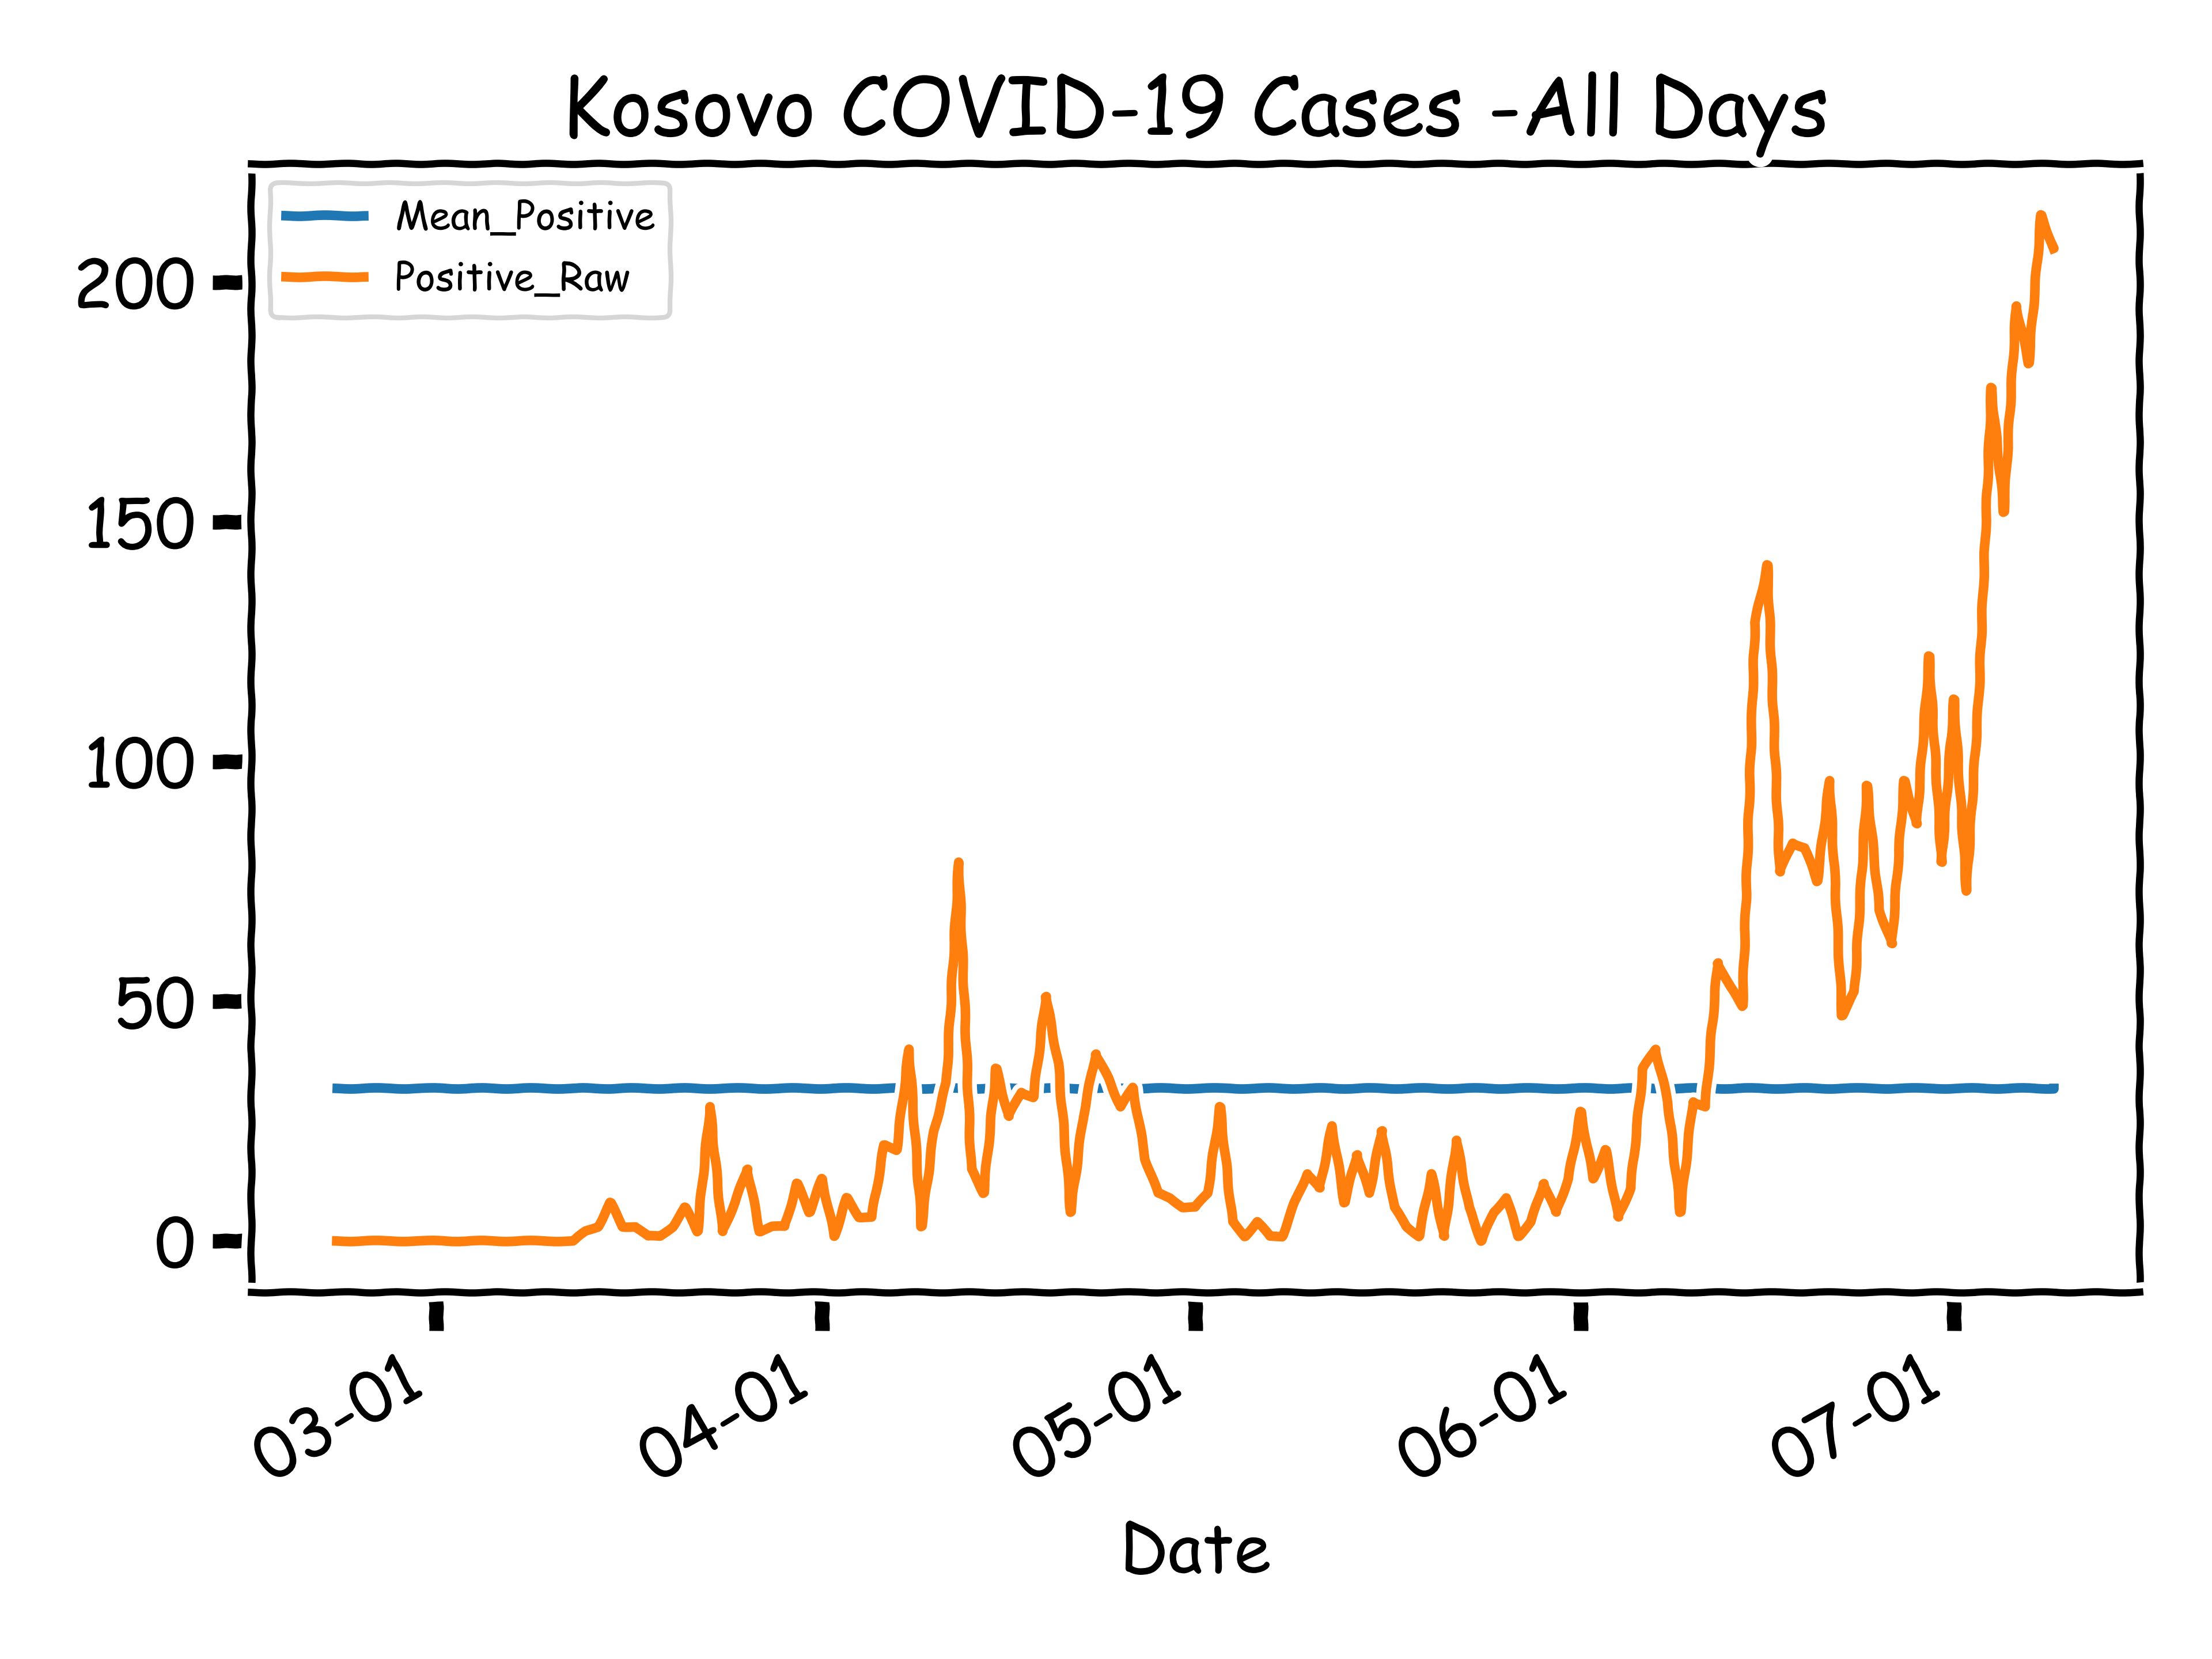 Kosovo COVID-19 Cases - All Days
Mean_Positive
Positive_Raw
200
150
100
50
0
03-01
04-01
05-01
06-01
07-01
Date